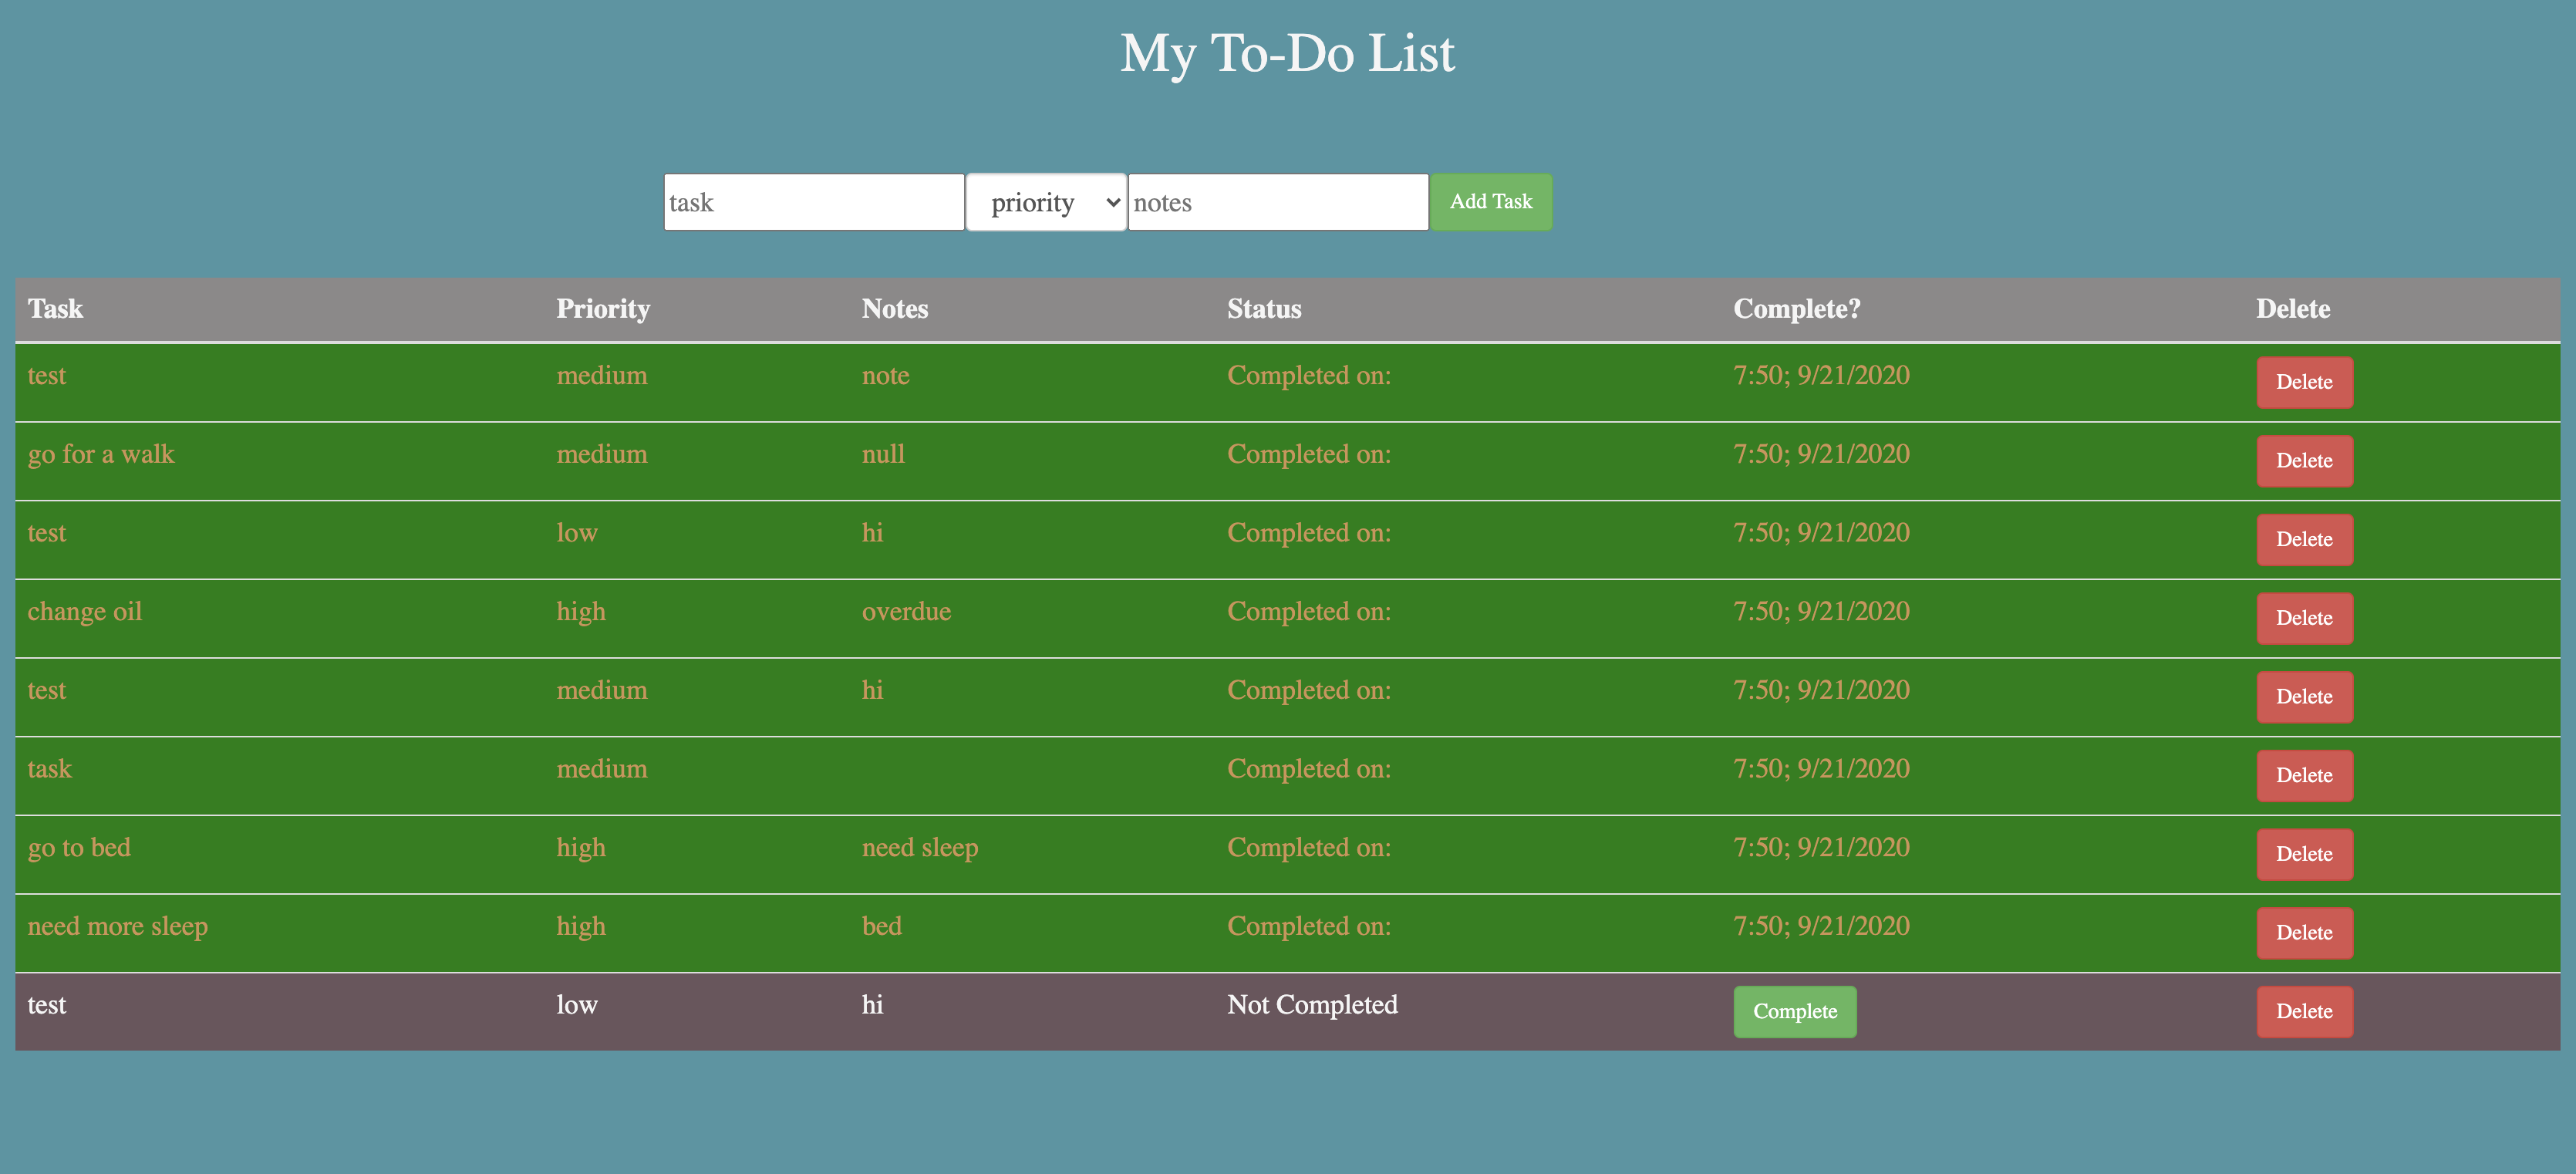 My To-Do List
task priority notes Add Task
Task Priority Notes Status Complete? Delete
test medium note Completed on: 7:50; 9/21/2020 Delete
go for a walk medium null Completed on: 7:50; 9/21/2020 Delete
test low hi Completed on: 7:50; 9/21/2020 Delete
change oil high overdue Completed on: 7:50; 9/21/2020 Delete
test medium hi Completed on: 7:50; 9/21/2020 Delete
task medium Completed on: 7:50; 9/21/2020 Delete
go to bed high need sleep Completed on: 7:50; 9/21/2020 Delete
need more sleep high bed Completed on: 7:50; 9/21/2020 Delete
test low hi Not Completed Complete Delete